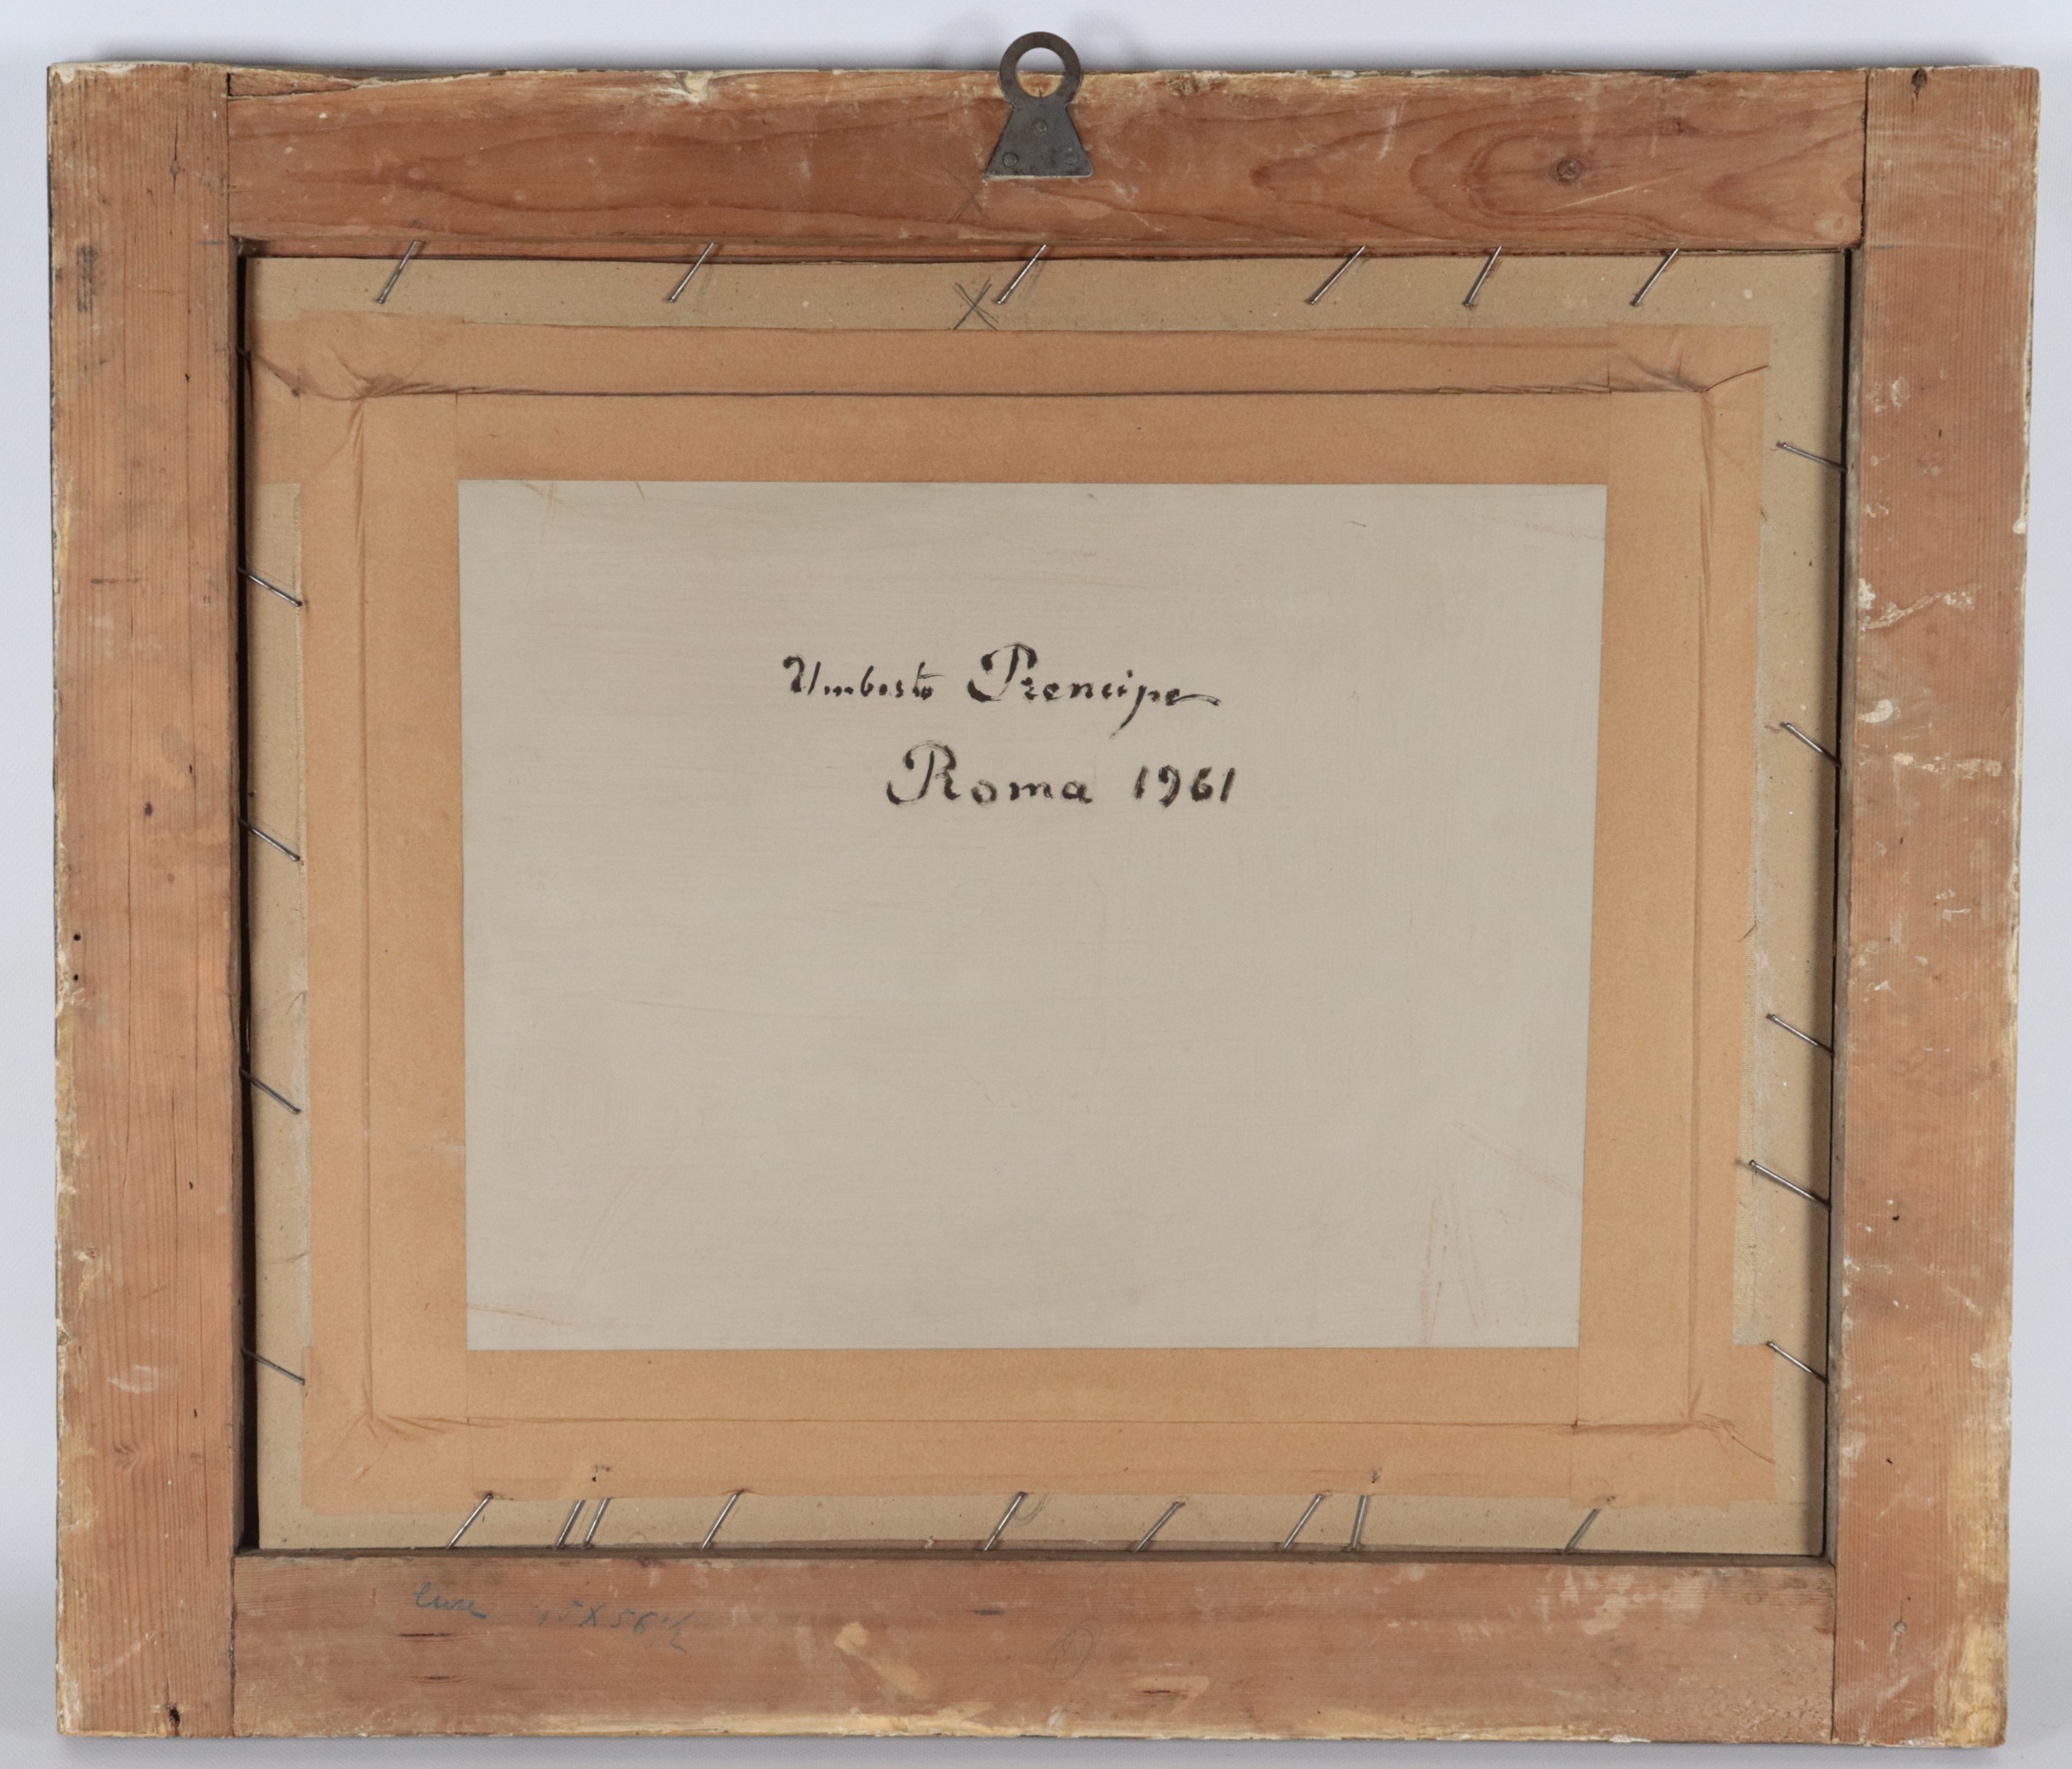 Umberto Prencipe
Roma 1961